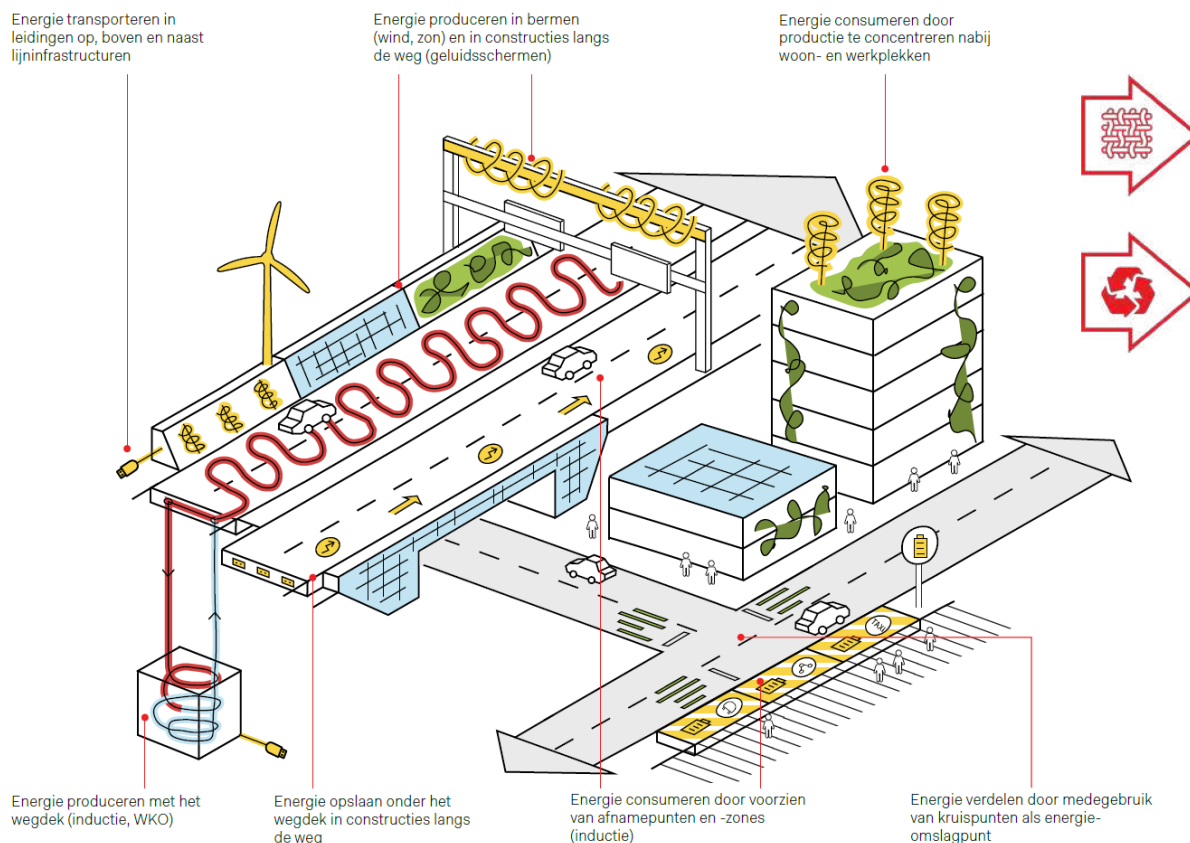 Energie transporteren in
leidingen op, boven en naast
lijninfrastructuren
Energie produceren in bermen
(wind, zon) en in constructies langs
de weg (geluidsschermen)
Energie consumeren door
productie te concentreren nabij
woon- en werkplekken
TAXI
Energie produceren met het
wegdek (inductie, WKO)
Energie opslaan onder het
wegdek in constructies langs
de weg
Energie consumeren door voorzien
van afnamepunten en -zones
(inductie)
Energie verdelen door medegebruik
van kruispunten als energie-
omslagpunt